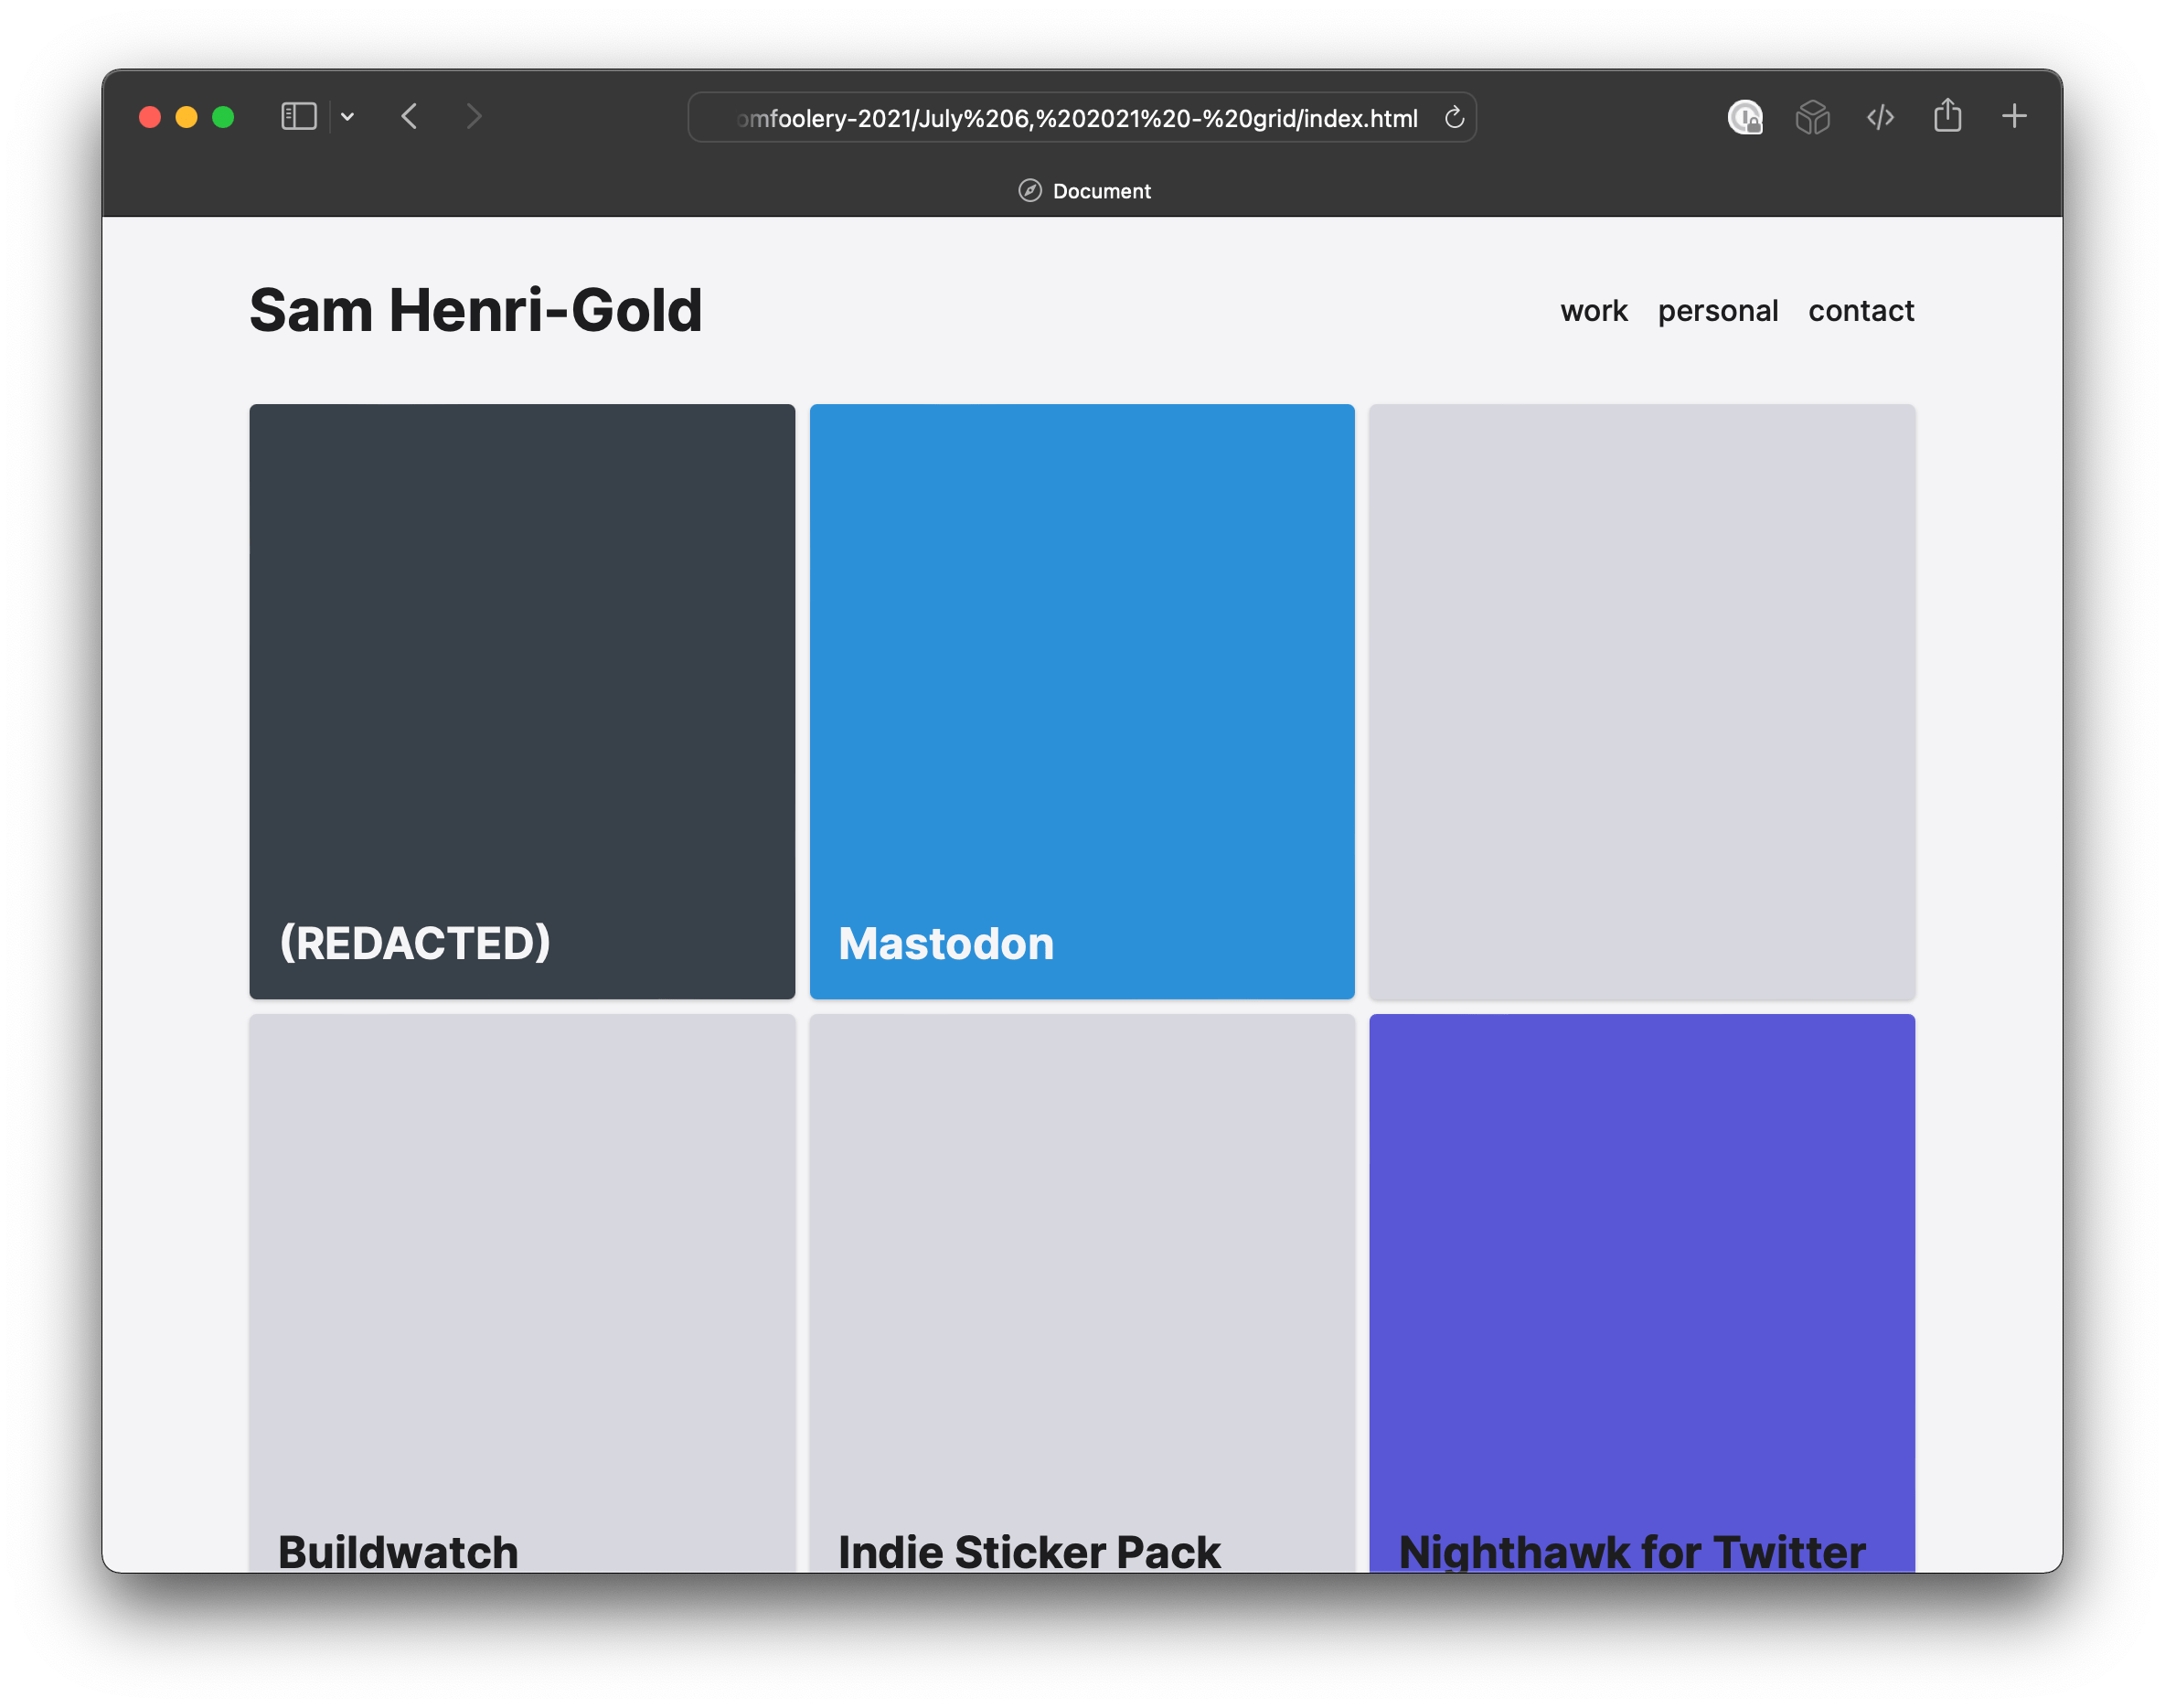 omfoolery-2021/July%206,%202021%20-%20grid/index.html
Document
Sam Henri-Gold
work personal contact
(REDACTED)
Mastodon
Buildwatch
Indie Sticker Pack
Nighthawk for Twitter